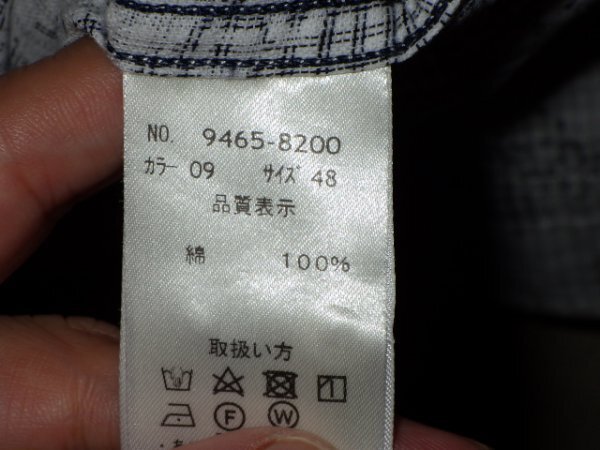 NO. 9465-8200
カラー 09 サイズ 48
品質表示
綿 100%
取扱い方
F W